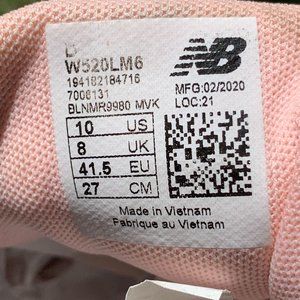 D
W520LM6
194182184716
7008131
BLNMR9980 MVK
10 US
8 UK
41.5 EU
27 CM
NB
MFG:02/2020
LOC:21
Made in Vietnam
Fabriqué au Vietnam